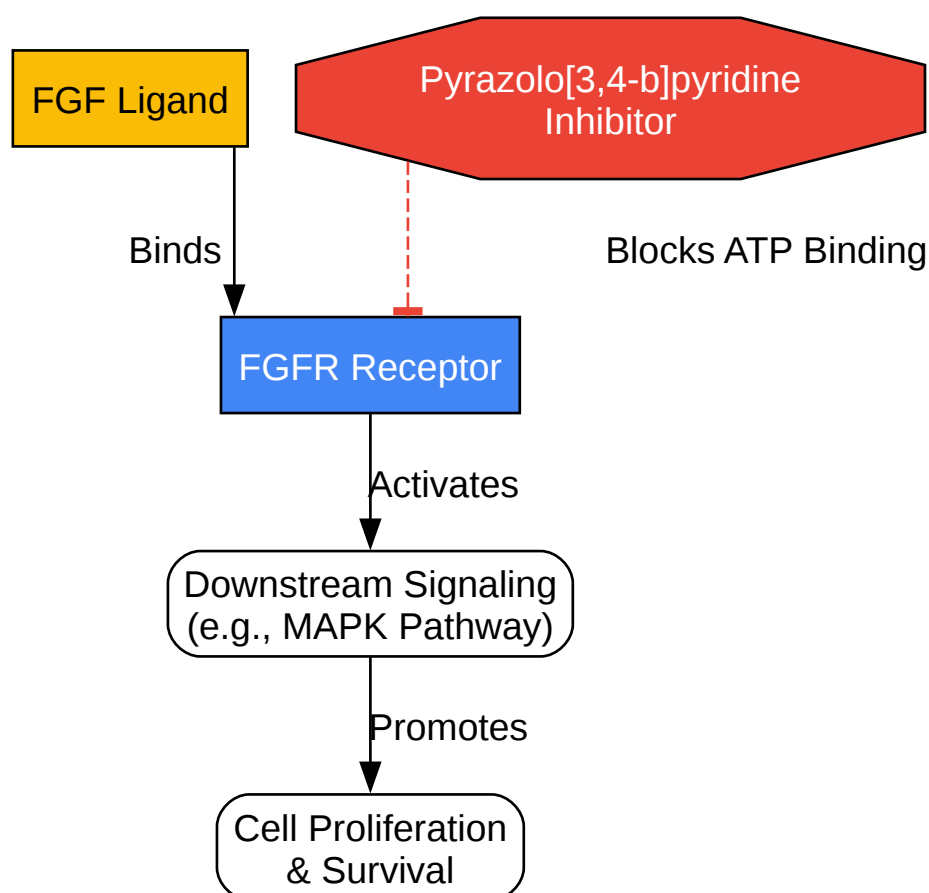 FGF Ligand
Pyrazolo[3,4-b]pyridine
Inhibitor
Binds
Blocks ATP Binding
FGFR Receptor
Activates
Downstream Signaling
(e.g., MAPK Pathway)
Promotes
Cell Proliferation
& Survival